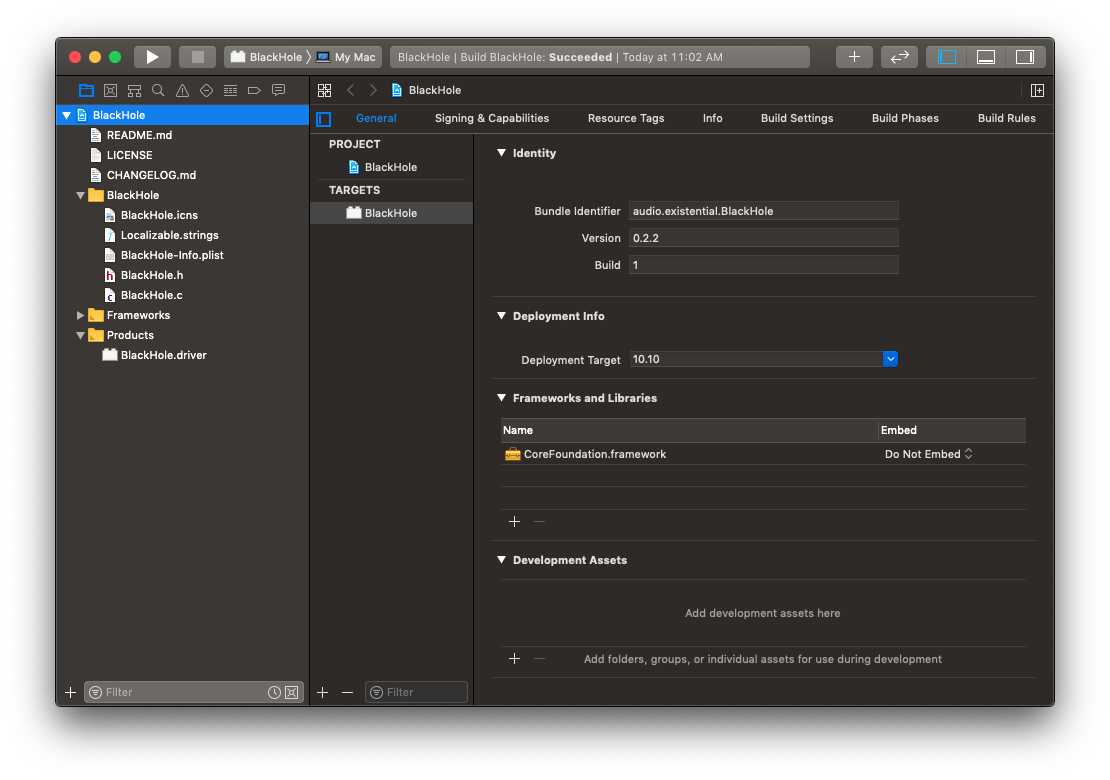 BlackHole
My Mac
BlackHole | Build BlackHole: Succeeded | Today at 11:02 AM
BlackHole
README.md
LICENSE
CHANGELOG.md
BlackHole
BlackHole.icns
Localizable.strings
BlackHole-Info.plist
BlackHole.h
BlackHole.c
Frameworks
Products
BlackHole.driver
Filter
BlackHole
General
Signing & Capabilities
Resource Tags
Info
Build Settings
Build Phases
Build Rules
PROJECT
BlackHole
TARGETS
BlackHole
Filter
Identity
Bundle Identifier audio.existential.BlackHole
Version 0.2.2
Build 1
Deployment Info
Deployment Target 10.10
Frameworks and Libraries
Name Embed
CoreFoundation.framework Do Not Embed
Development Assets
Add development assets here
Add folders, groups, or individual assets for use during development